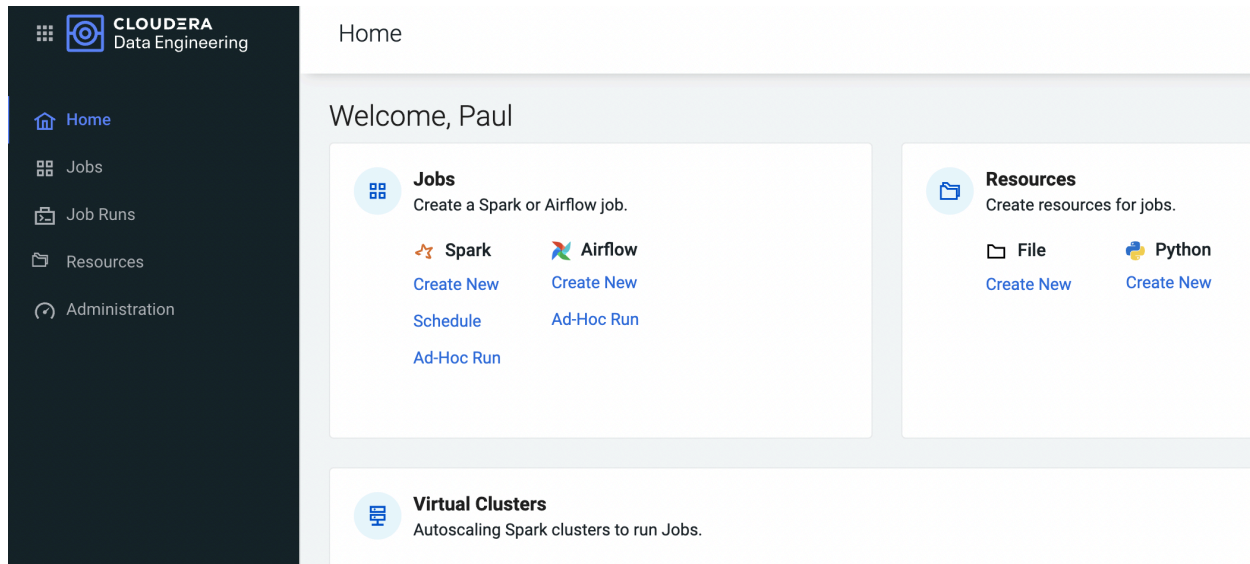 CLOUDERA
Data Engineering
Home
Jobs
Job Runs
Resources
Administration
Home
Welcome, Paul
Jobs
Create a Spark or Airflow job.
Spark
Create New
Schedule
Ad-Hoc Run
Airflow
Create New
Ad-Hoc Run
Resources
Create resources for jobs.
File
Create New
Python
Create New
Virtual Clusters
Autoscaling Spark clusters to run Jobs.